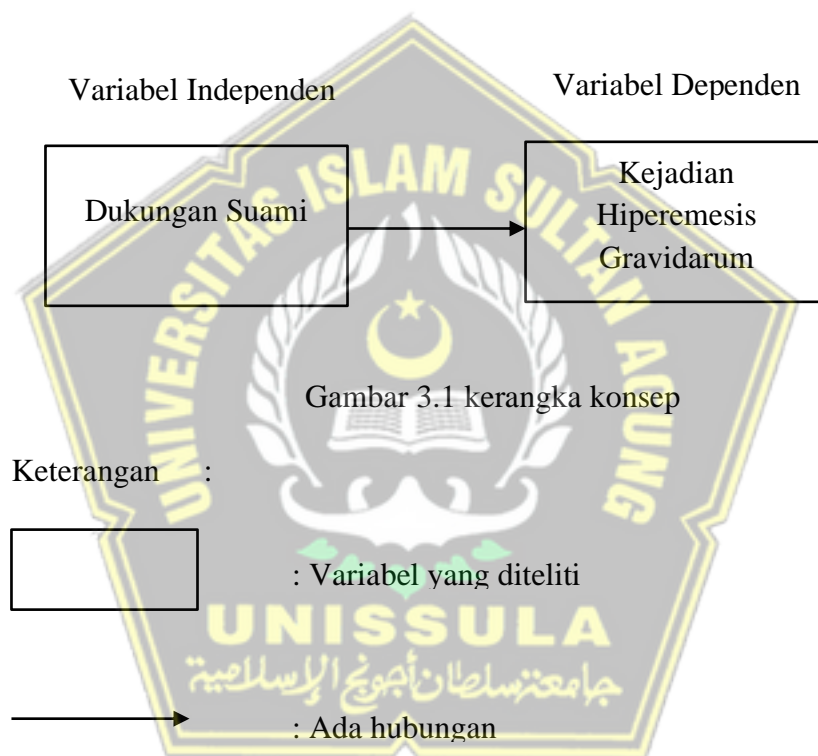 Variabel Independen
Variabel Dependen
Dukungan Suami
Kejadian
Hiperemesis
Gravidarum
UNIVERSITAS ISLAM SULTAN AGUNG
Gambar 3.1 kerangka konsep
Keterangan :
: Variabel yang diteliti
UNISSULA
جامعة سلطان أجونج الإسلامية
: Ada hubungan